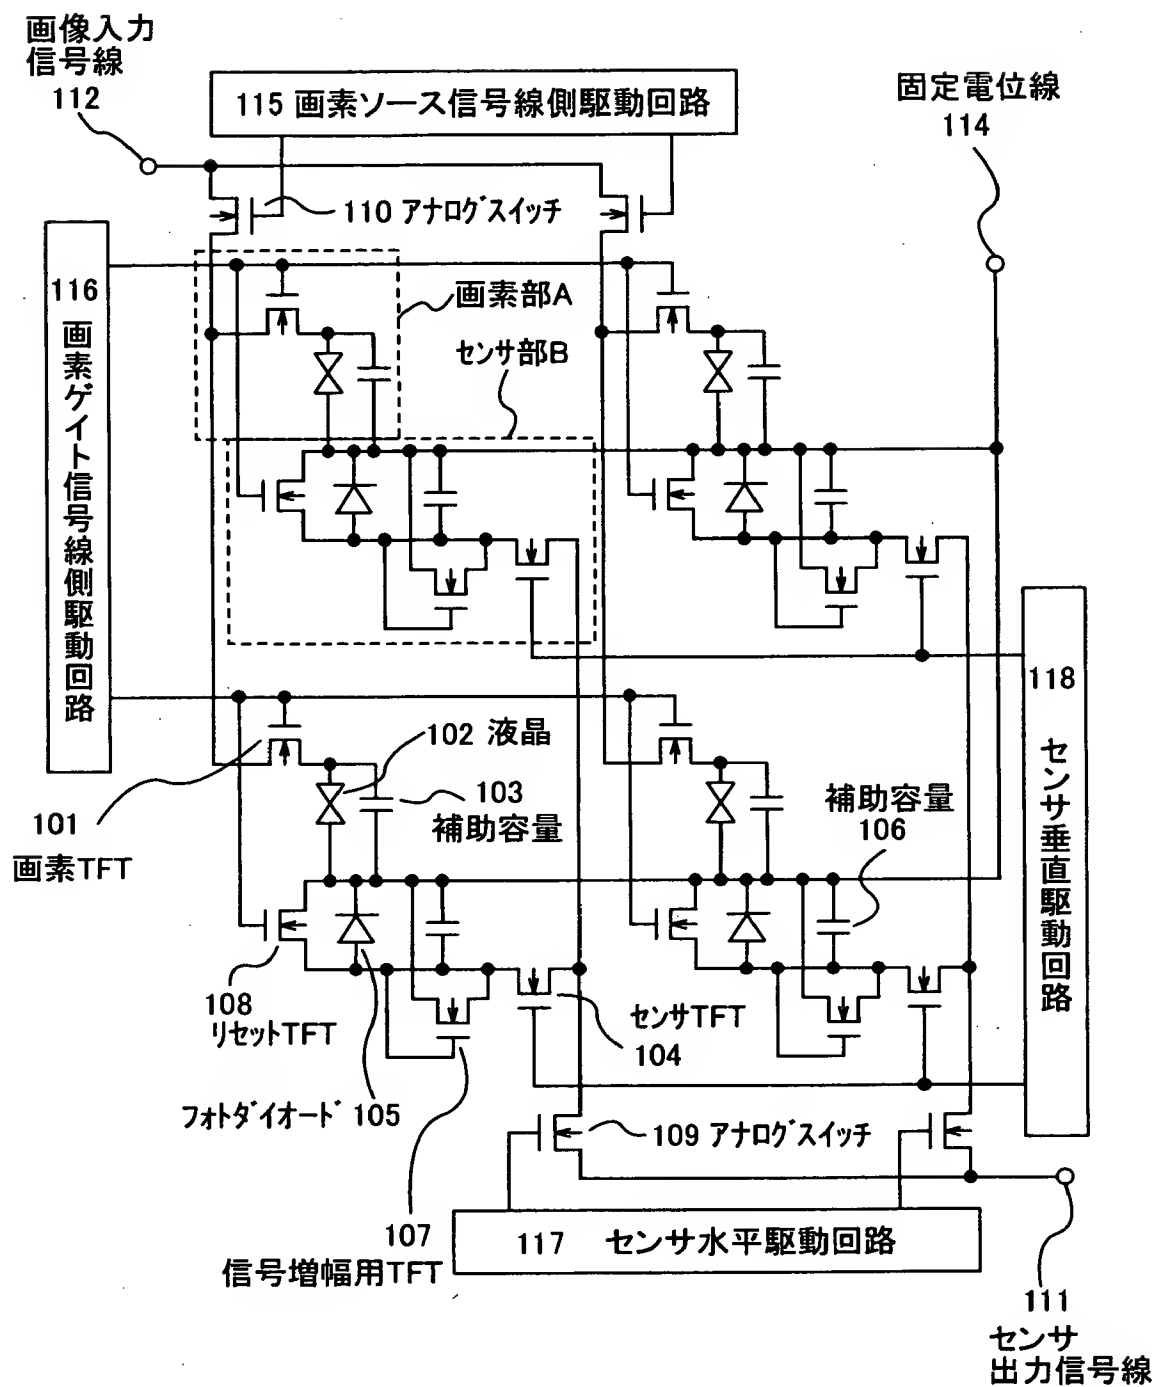 画像入力
信号線
112
115 画素ソース信号線側駆動回路
固定電位線
114
110 アナログスイッチ
116 画素ゲイト信号線側駆動回路
画素部A
センサ部B
118 センサ垂直駆動回路
102 液晶
103
補助容量
101
画素TFT
補助容量
106
108
リセットTFT
センサTFT
104
フォトダイオード 105
109 アナログスイッチ
107
信号増幅用TFT
117 センサ水平駆動回路
111
センサ
出力信号線